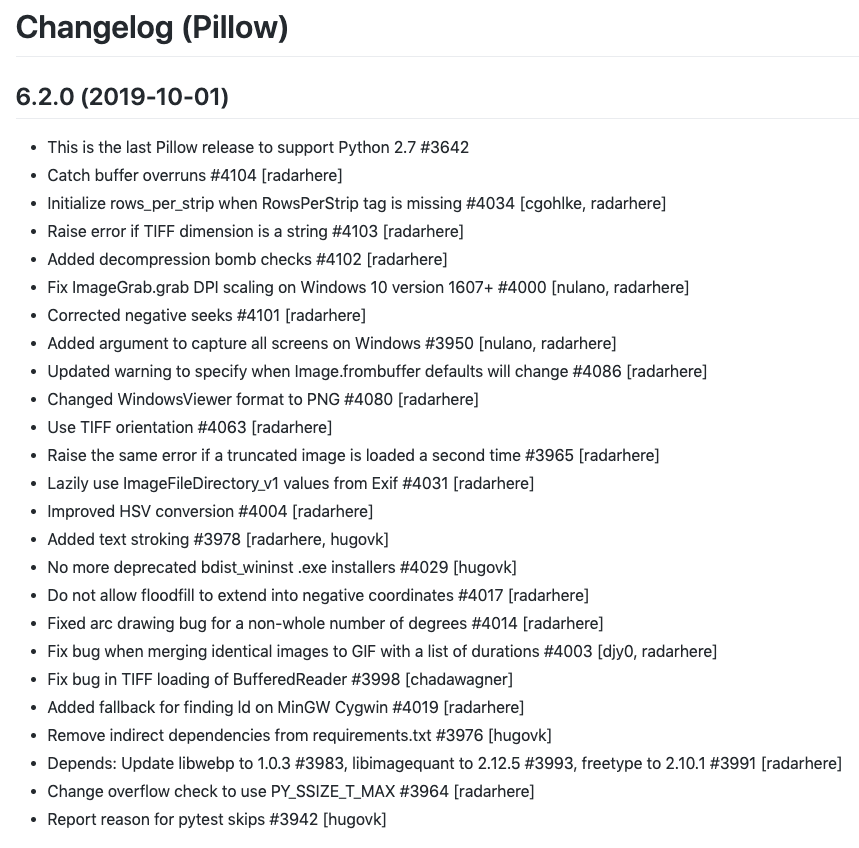 Changelog (Pillow)
6.2.0 (2019-10-01)
• This is the last Pillow release to support Python 2.7 #3642
• Catch buffer overruns #4104 [radarhere]
• Initialize rows_per_strip when RowsPerStrip tag is missing #4034 [cgohlke, radarhere]
• Raise error if TIFF dimension is a string #4103 [radarhere]
• Added decompression bomb checks #4102 [radarhere]
• Fix ImageGrab.grab DPI scaling on Windows 10 version 1607+ #4000 [nulano, radarhere]
• Corrected negative seeks #4101 [radarhere]
• Added argument to capture all screens on Windows #3950 [nulano, radarhere]
• Updated warning to specify when Image.frombuffer defaults will change #4086 [radarhere]
• Changed WindowsViewer format to PNG #4080 [radarhere]
• Use TIFF orientation #4063 [radarhere]
• Raise the same error if a truncated image is loaded a second time #3965 [radarhere]
• Lazily use ImageFileDirectory_v1 values from Exif #4031 [radarhere]
• Improved HSV conversion #4004 [radarhere]
• Added text stroking #3978 [radarhere, hugovk]
• No more deprecated bdist_wininst .exe installers #4029 [hugovk]
• Do not allow floodfill to extend into negative coordinates #4017 [radarhere]
• Fixed arc drawing bug for a non-whole number of degrees #4014 [radarhere]
• Fix bug when merging identical images to GIF with a list of durations #4003 [djy0, radarhere]
• Fix bug in TIFF loading of BufferedReader #3998 [chadawagner]
• Added fallback for finding ld on MinGW Cygwin #4019 [radarhere]
• Remove indirect dependencies from requirements.txt #3976 [hugovk]
• Depends: Update libwebp to 1.0.3 #3983, libimagequant to 2.12.5 #3993, freetype to 2.10.1 #3991 [radarhere]
• Change overflow check to use PY_SSIZE_T_MAX #3964 [radarhere]
• Report reason for pytest skips #3942 [hugovk]